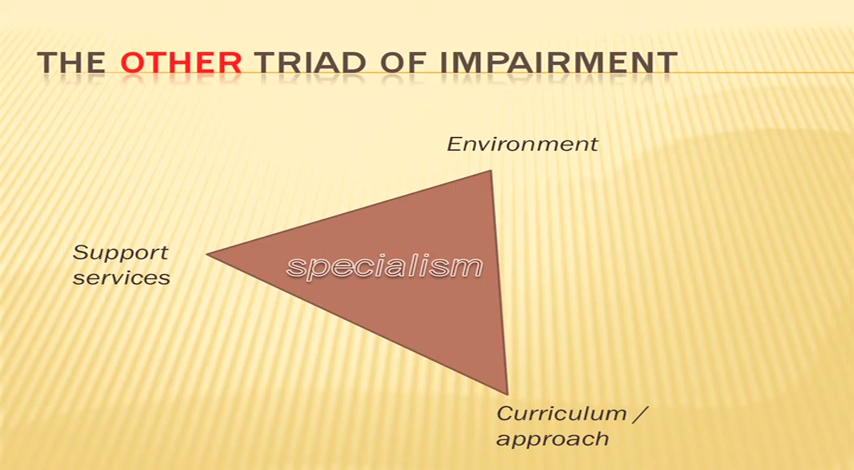 THE OTHER TRIAD OF IMPAIRMENT
Environment
Support
services
specialism
Curriculum /
approach